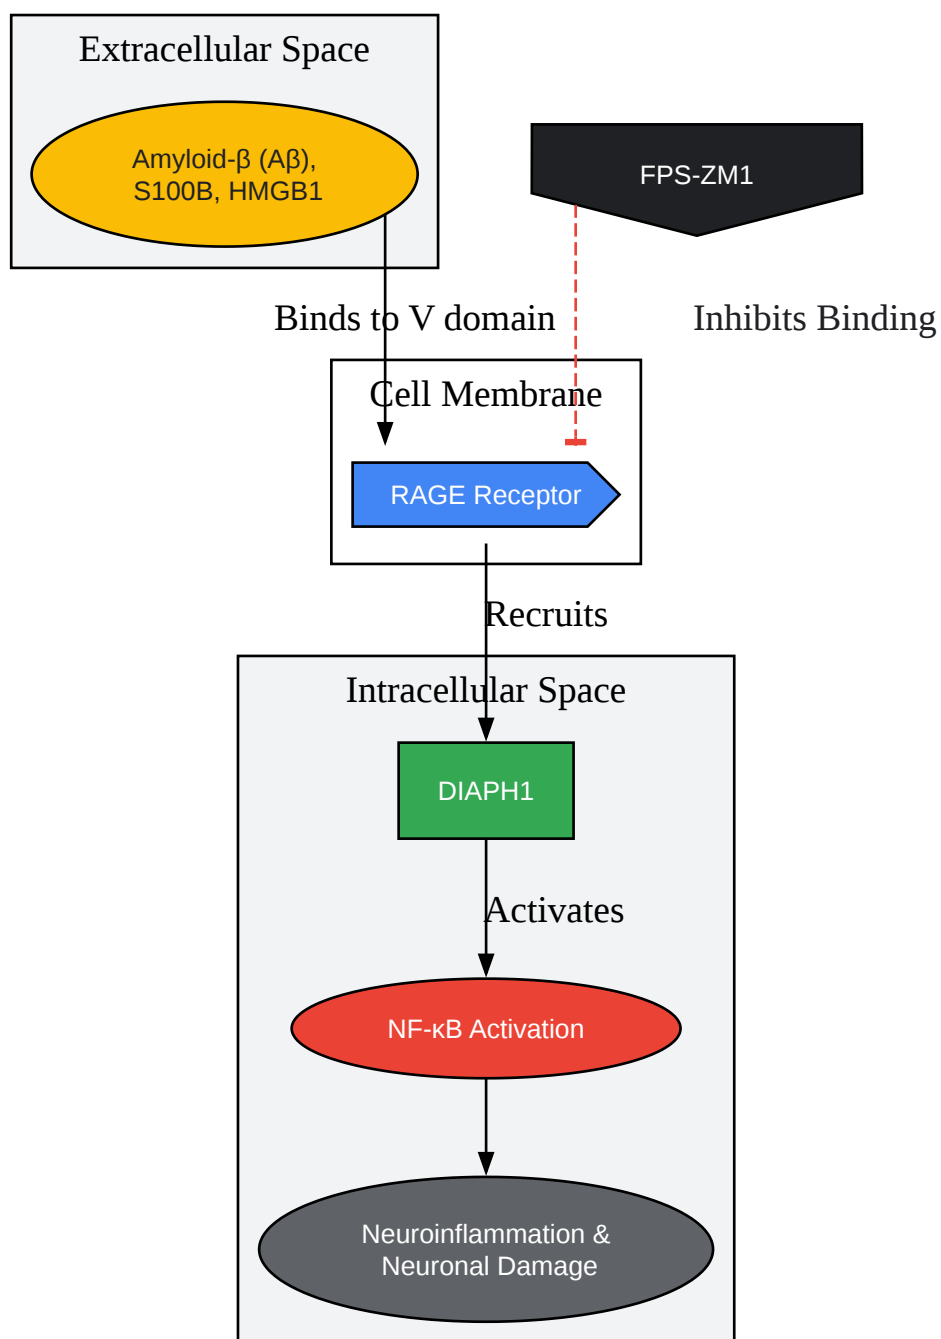 Extracellular Space
Amyloid-β (Aβ),
S100B, HMGB1
FPS-ZM1
Binds to V domain
Inhibits Binding
Cell Membrane
RAGE Receptor
Recruits
Intracellular Space
DIAPH1
Activates
NF-κB Activation
Neuroinflammation &
Neuronal Damage